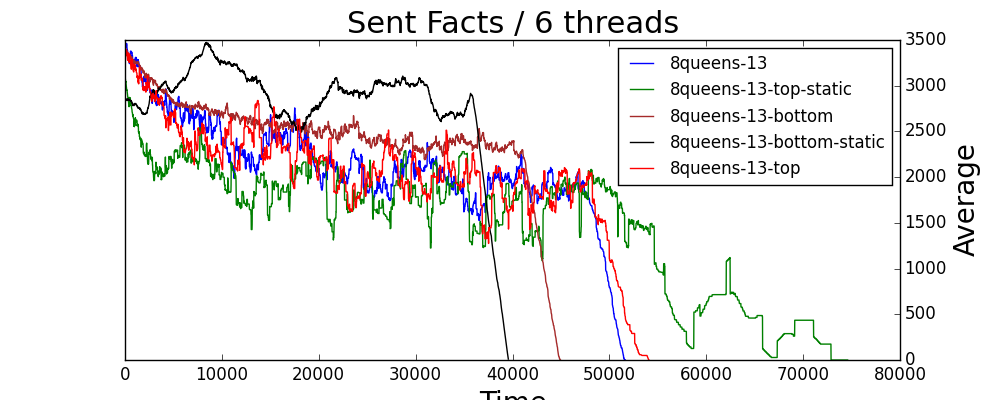 Sent Facts / 6 threads
3500
3000
2500
2000
1500
1000
500
0
Average
8queens-13
8queens-13-top-static
8queens-13-bottom
8queens-13-bottom-static
8queens-13-top
0 10000 20000 30000 40000 50000 60000 70000 80000
Time